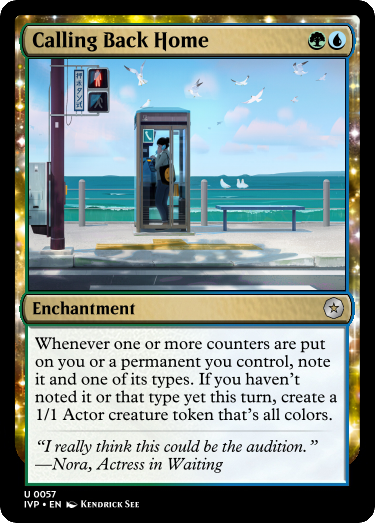 Calling Back Home
Enchantment
Whenever one or more counters are put
on you or a permanent you control, note
it and one of its types. If you haven't
noted it or that type yet this turn, create a
1/1 Actor creature token that's all colors.
“I really think this could be the audition.”
—Nora, Actress in Waiting
U 0057
IVP • EN Kendrick See